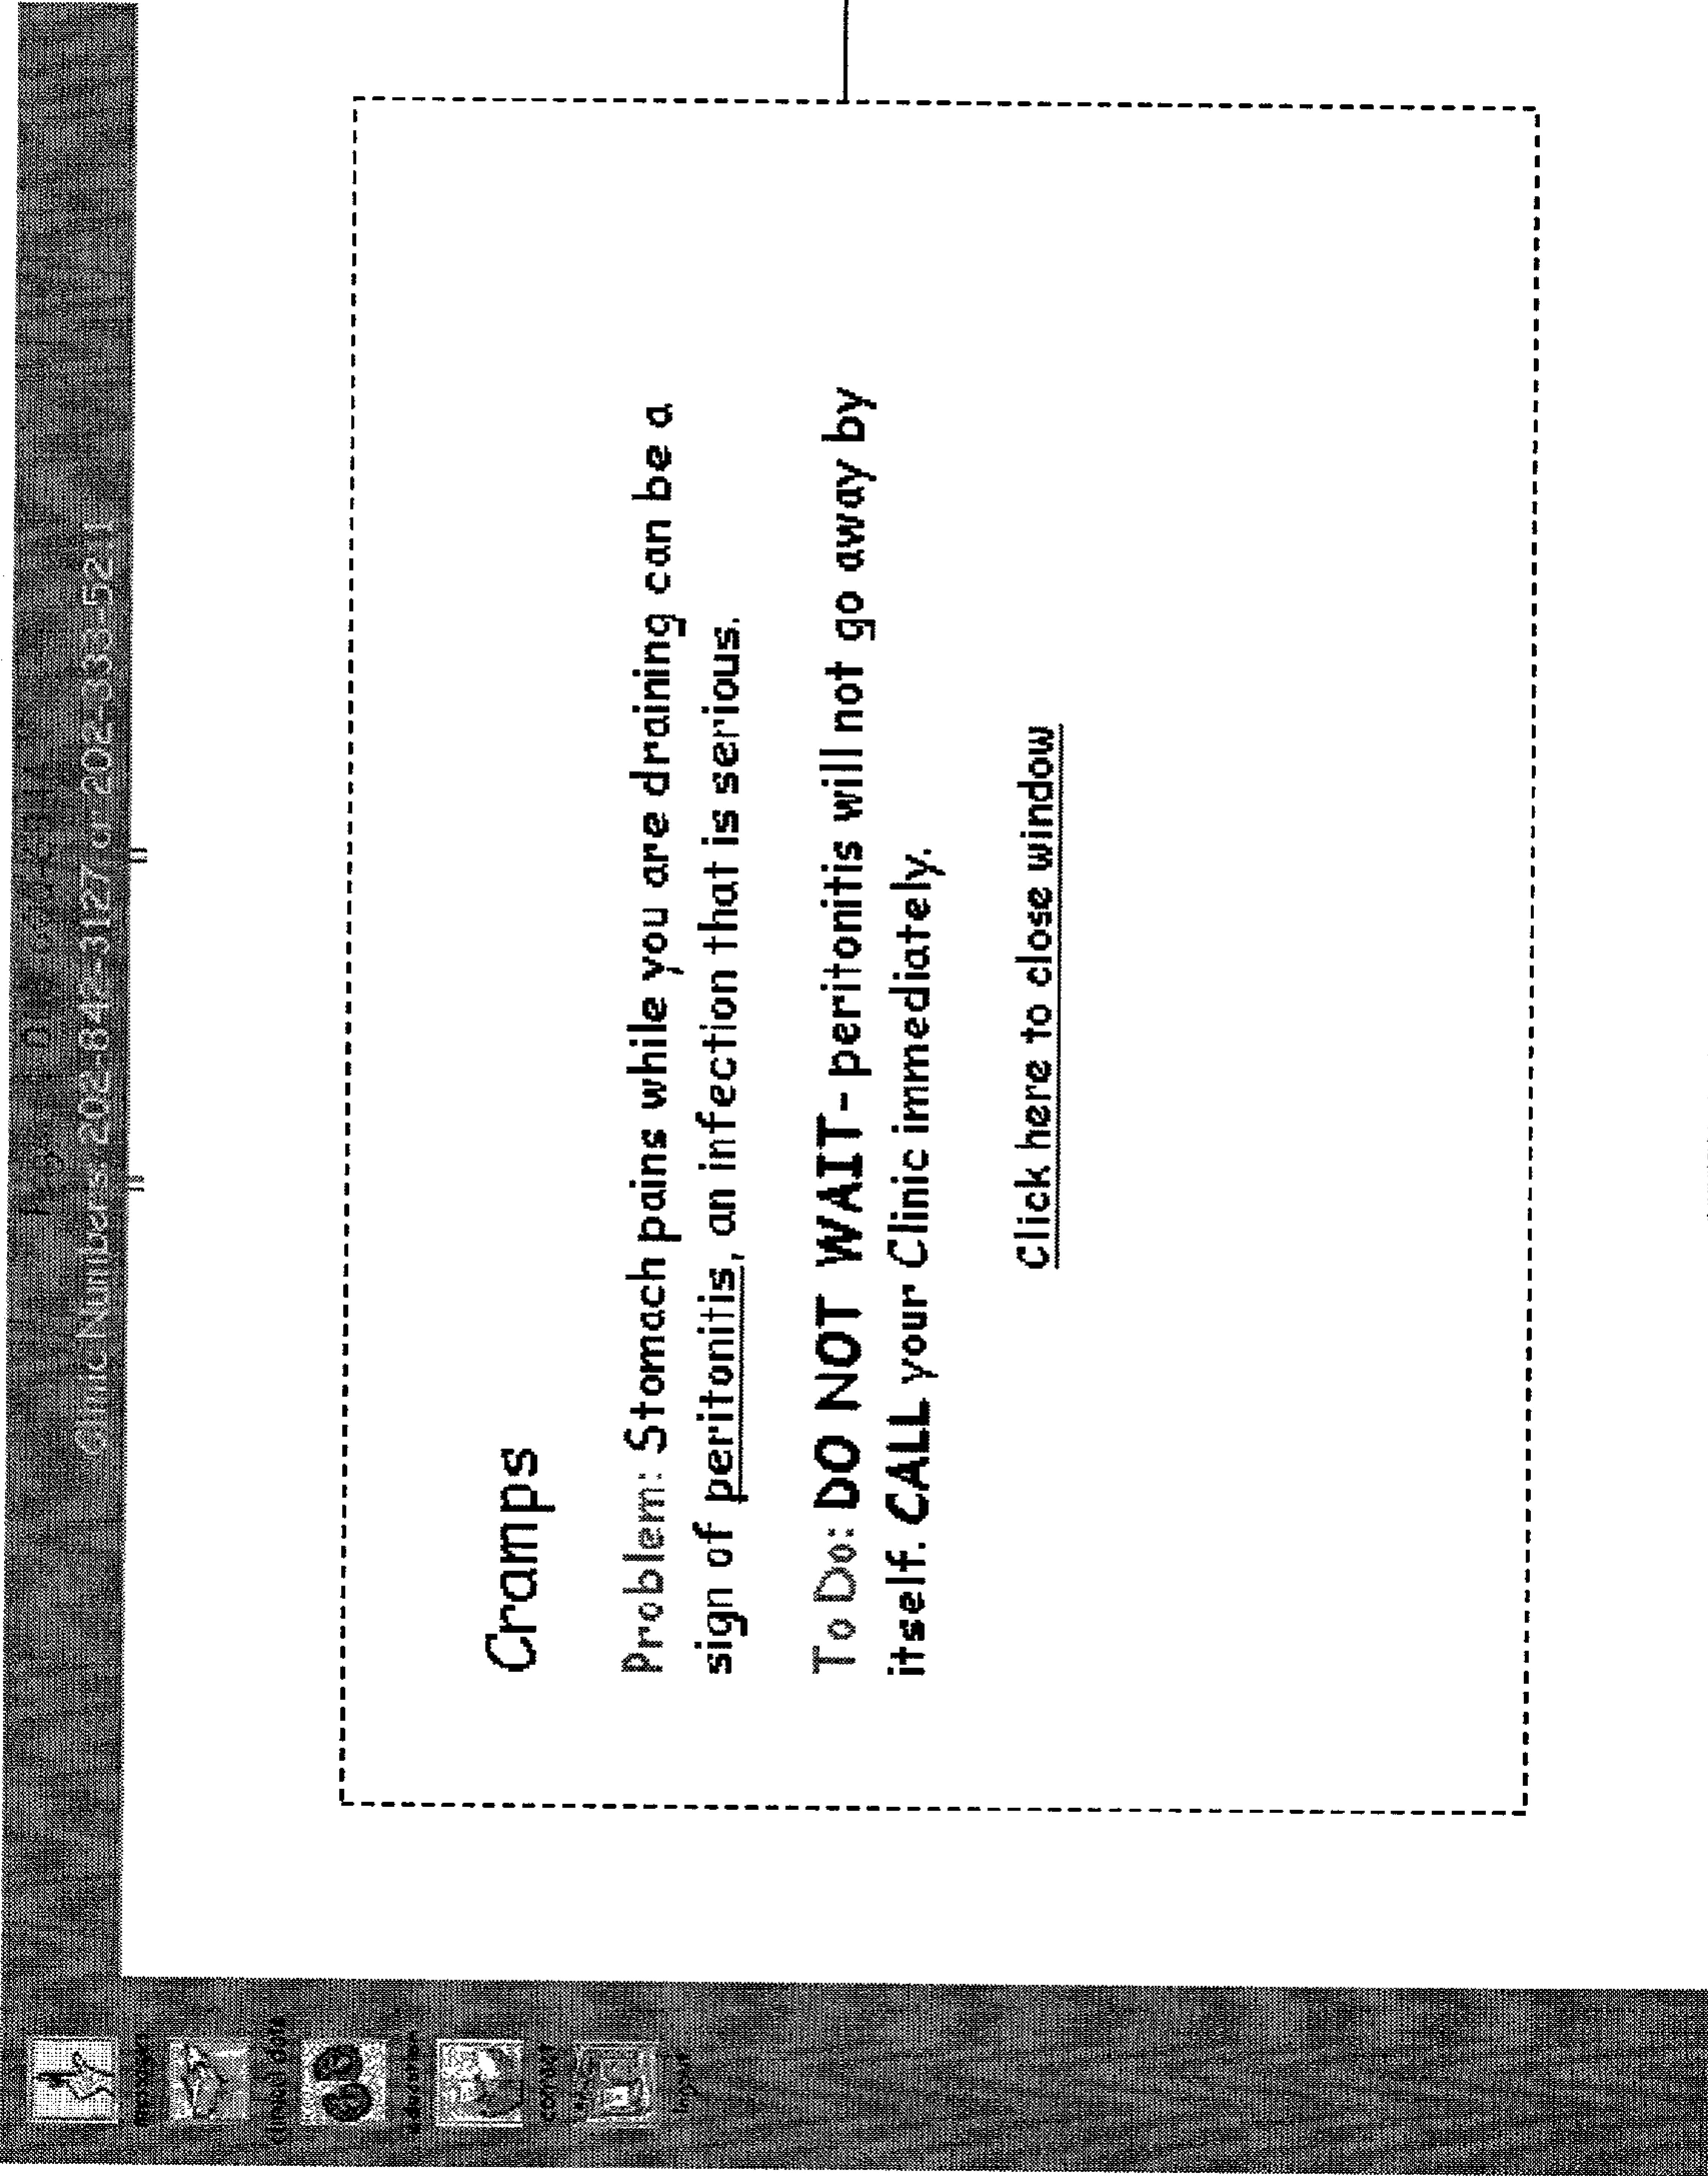 Clinic Numbers: 202-842-3127 or 202-333-5211
messages
clinical data
education
contact
logout
Cramps
Problem: Stomach pains while you are draining can be a
sign of peritonitis, an infection that is serious.
To Do: DO NOT WAIT- peritonitis will not go away by
itself. CALL your Clinic immediately.
Click here to close window